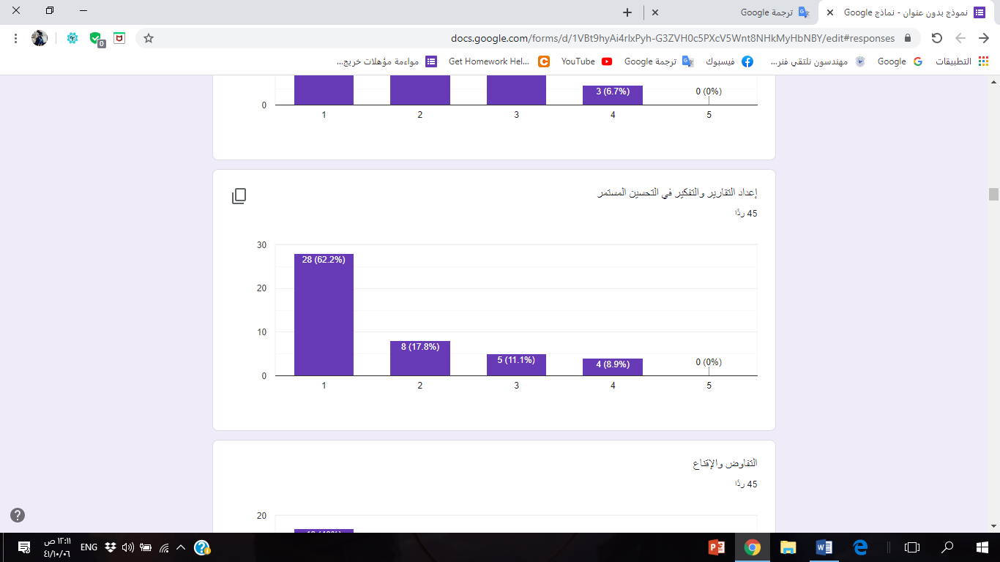 نموذج بدون عنوان - نماذج Google
ترجمة Google
docs.google.com/forms/d/1VBt9hyAi4rlxPyh-G3ZVH0c5PXcV5Wnt8NHkMyHbNBY/edit#responses
0
التطبيقات
Google
مهندسون نلتقي فنر...
فيسبوك
ترجمة Google
YouTube
Get Homework Hel...
مواءمة مؤهلات خريج...
3 (6.7%)
0 (0%)
0
1 2 3 4 5
إعداد التقارير والتفكير في التحسين المستمر
45 ردًا
30
28 (62.2%)
20
10
8 (17.8%)
5 (11.1%)
4 (8.9%)
0 (0%)
0
1 2 3 4 5
التفاوض والإقناع
45 ردًا
20
١٢:١١ ص
ENG
٤١/١٠/٠٦